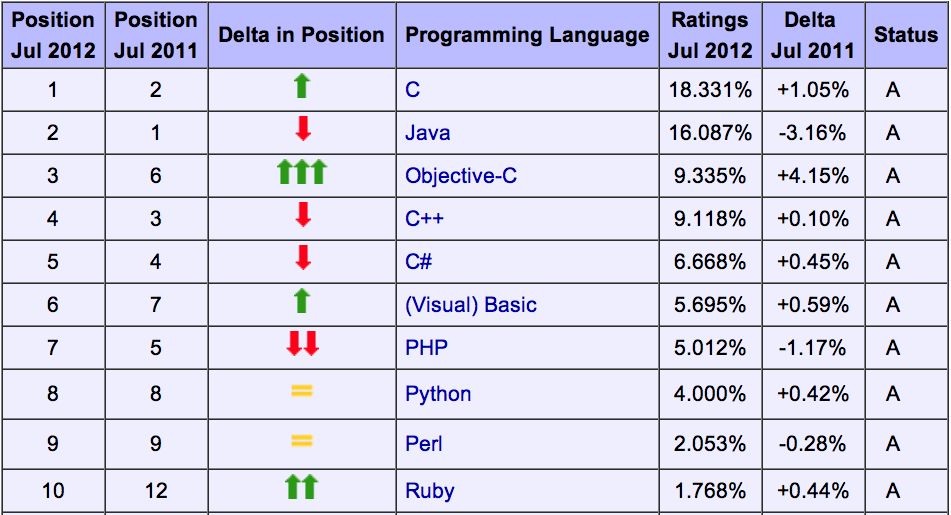 Position Jul 2012 Position Jul 2011 Delta in Position Programming Language Ratings Jul 2012 Delta Jul 2011 Status
1 2 C 18.331% +1.05% A
2 1 Java 16.087% -3.16% A
3 6 Objective-C 9.335% +4.15% A
4 3 C++ 9.118% +0.10% A
5 4 C# 6.668% +0.45% A
6 7 (Visual) Basic 5.695% +0.59% A
7 5 PHP 5.012% -1.17% A
8 8 = Python 4.000% +0.42% A
9 9 = Perl 2.053% -0.28% A
10 12 Ruby 1.768% +0.44% A